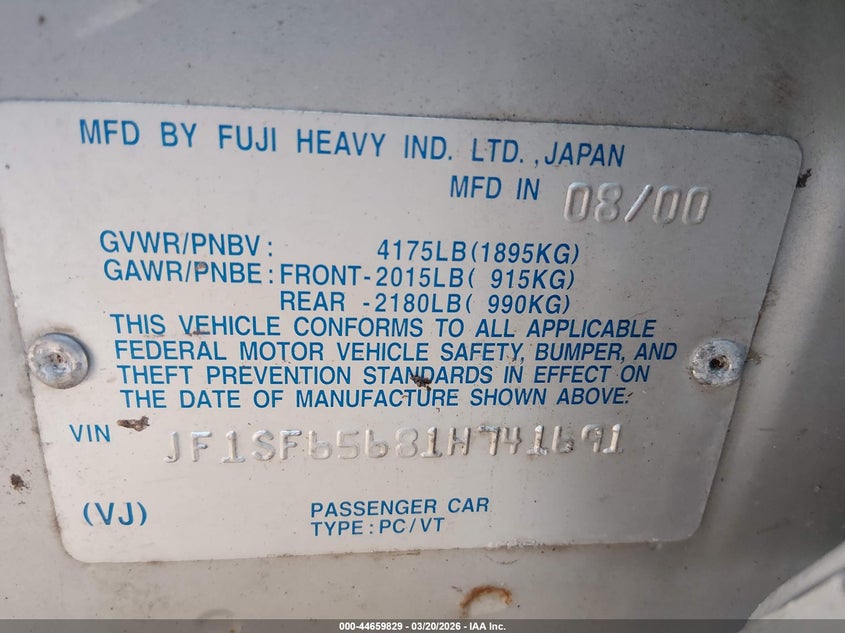 MFD BY FUJI HEAVY IND. LTD., JAPAN
MFD IN 08/00
GVWR/PNBV: 4175LB(1895KG)
GAWR/PNBE: FRONT-2015LB( 915KG)
REAR -2180LB( 990KG)
THIS VEHICLE CONFORMS TO ALL APPLICABLE
FEDERAL MOTOR VEHICLE SAFETY, BUMPER, AND
THEFT PREVENTION STANDARDS IN EFFECT ON
THE DATE OF MANUFACTURE SHOWN ABOVE.
VIN JF1SF65681H741691
(VJ)
PASSENGER CAR
TYPE: PC/VT
000-44659829 — 03/20/2026 — IAA Inc.